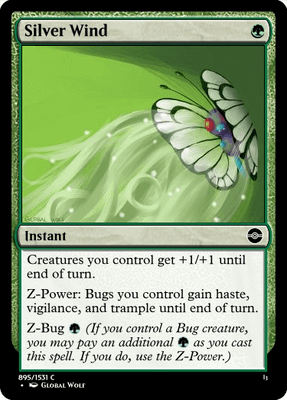 Silver Wind
GLOBAL WOLF
Instant
Creatures you control get +1/+1 until
end of turn.
Z-Power: Bugs you control gain haste,
vigilance, and trample until end of turn.
Z-Bug (If you control a Bug creature,
you may pay an additional as you cast
this spell. If you do, use the Z-Power.)
895/1531 C
• GLOBAL WOLF